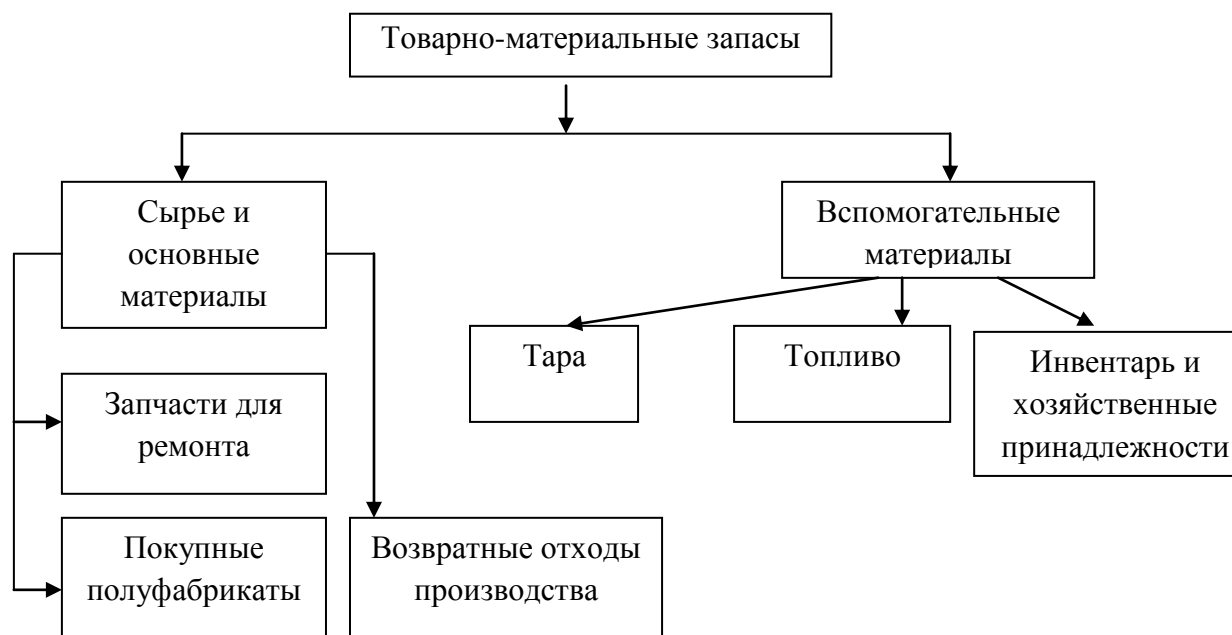 Товарно-материальные запасы
Сырье и
основные
материалы
Вспомогательные
материалы
Тара
Топливо
Инвентарь и
хозяйственные
принадлежности
Запчасти для
ремонта
Покупные
полуфабрикаты
Возвратные отходы
производства